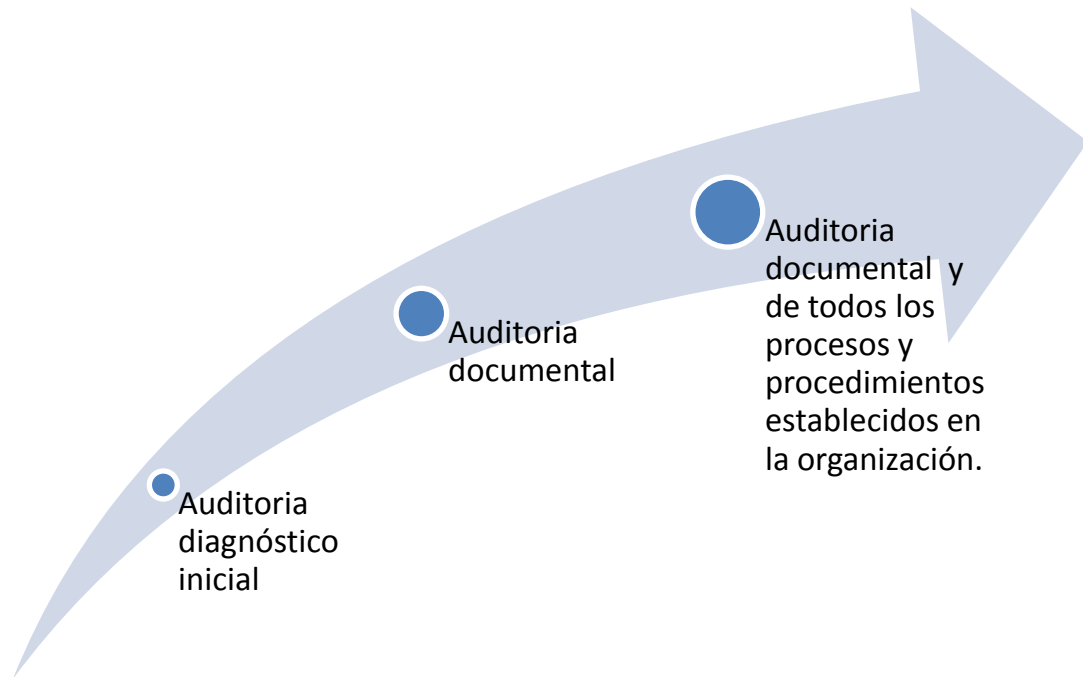 Auditoria
diagnóstico
inicial
Auditoria
documental
Auditoria
documental y
de todos los
procesos y
procedimientos
establecidos en
la organización.